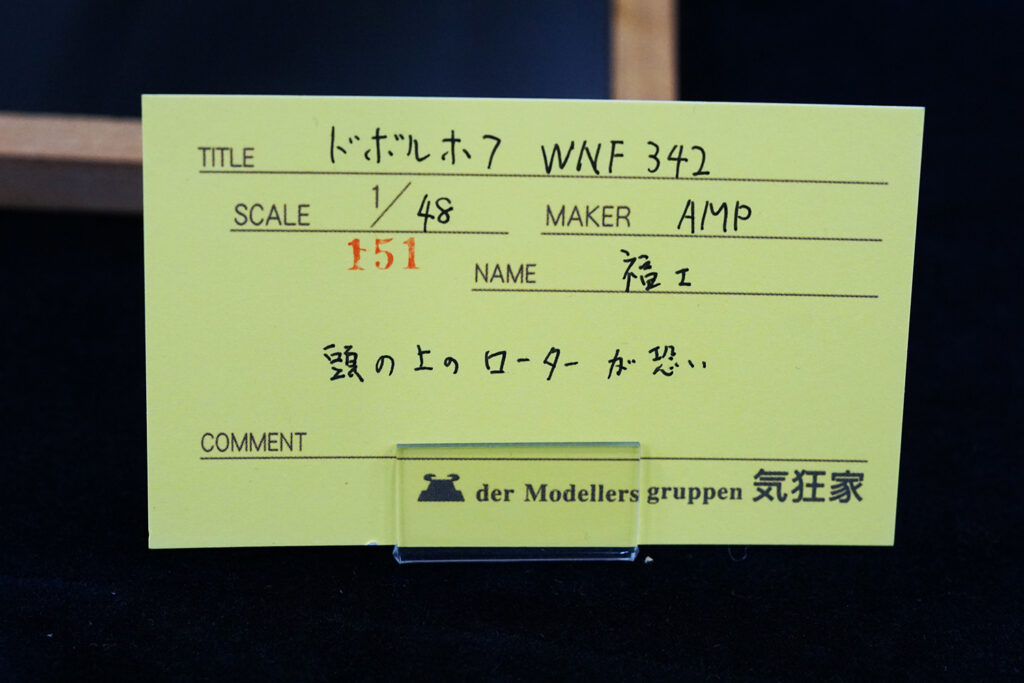 TITLE ドボルホフ WNF 342
SCALE 1/48 MAKER AMP
151
NAME 福工
頭の上のローターが恐い
COMMENT
der Modellers gruppen 気狂家